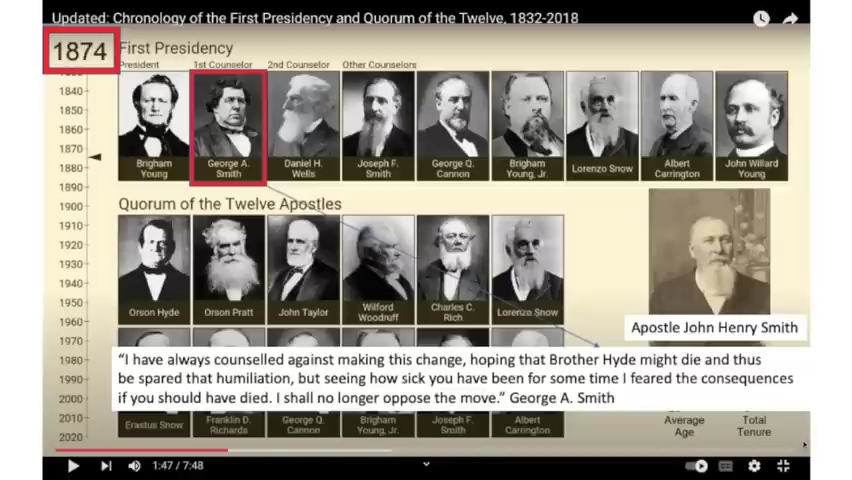 Updated: Chronology of the First Presidency and Quorum of the Twelve, 1832-2018
1874
First Presidency
President 1st Counselor 2nd Counselor Other Counselors
1840
1850
1860
1870
1880
1890
1900
1910
1920
1930
1940
1950
1960
1970
1980
1990
2000
2010
2020
Brigham Young
George A. Smith
Daniel H. Wells
Joseph F. Smith
George Q. Cannon
Brigham Young, Jr.
Lorenzo Snow
Albert Carrington
John Willard Young
Quorum of the Twelve Apostles
Orson Hyde
Orson Pratt
John Taylor
Wilford Woodruff
Charles C. Rich
Lorenzo Snow
Apostle John Henry Smith
“I have always counselled against making this change, hoping that Brother Hyde might die and thus
be spared that humiliation, but seeing how sick you have been for some time I feared the consequences
if you should have died. I shall no longer oppose the move.” George A. Smith
Erastus Snow
Franklin D. Richards
George Q. Cannon
Brigham Young, Jr.
Joseph F. Smith
Albert Carrington
Average Age
Total Tenure
1:47 / 7:48